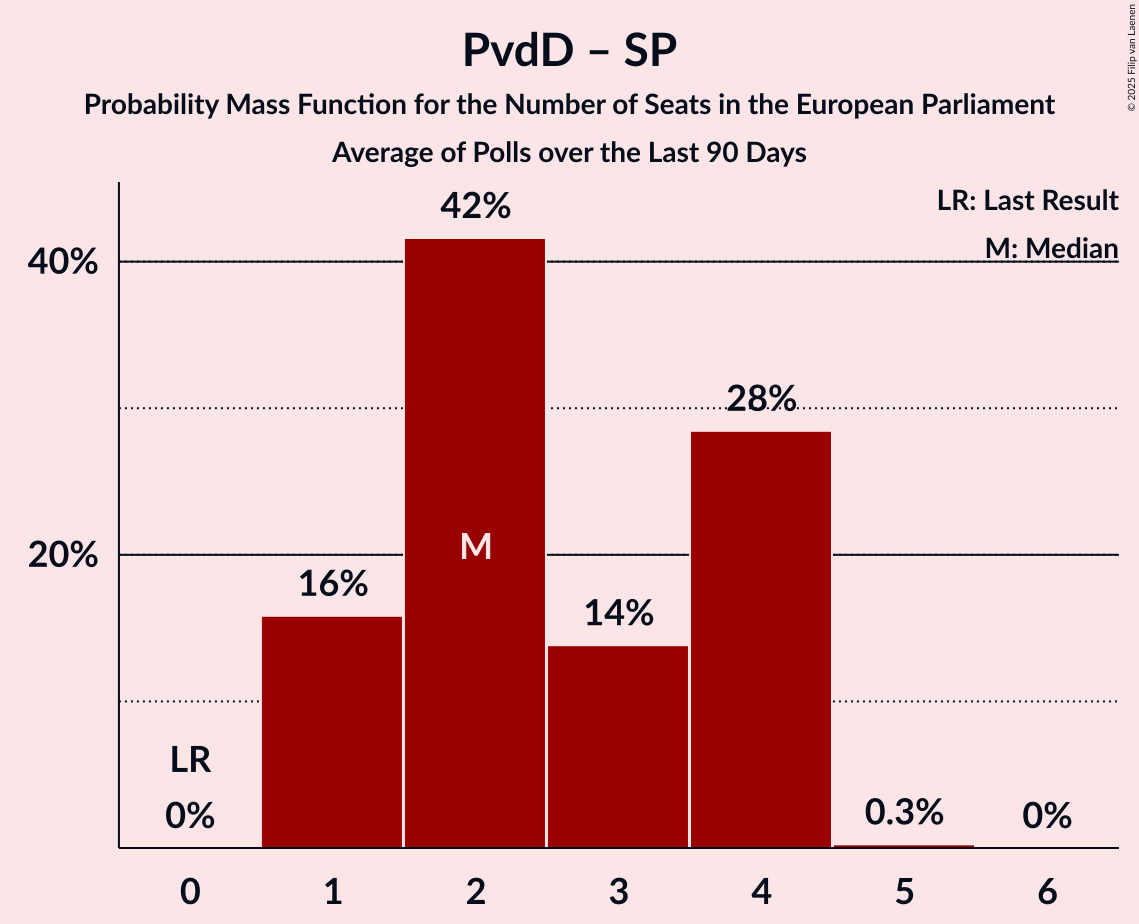 PvdD – SP
Probability Mass Function for the Number of Seats in the European Parliament
Average of Polls over the Last 90 Days
© 2025 Filip van Laenen
LR: Last Result
M: Median
42%
40%
28%
20%
M
16%
14%
LR
0%
0.3%
0%
0 1 2 3 4 5 6